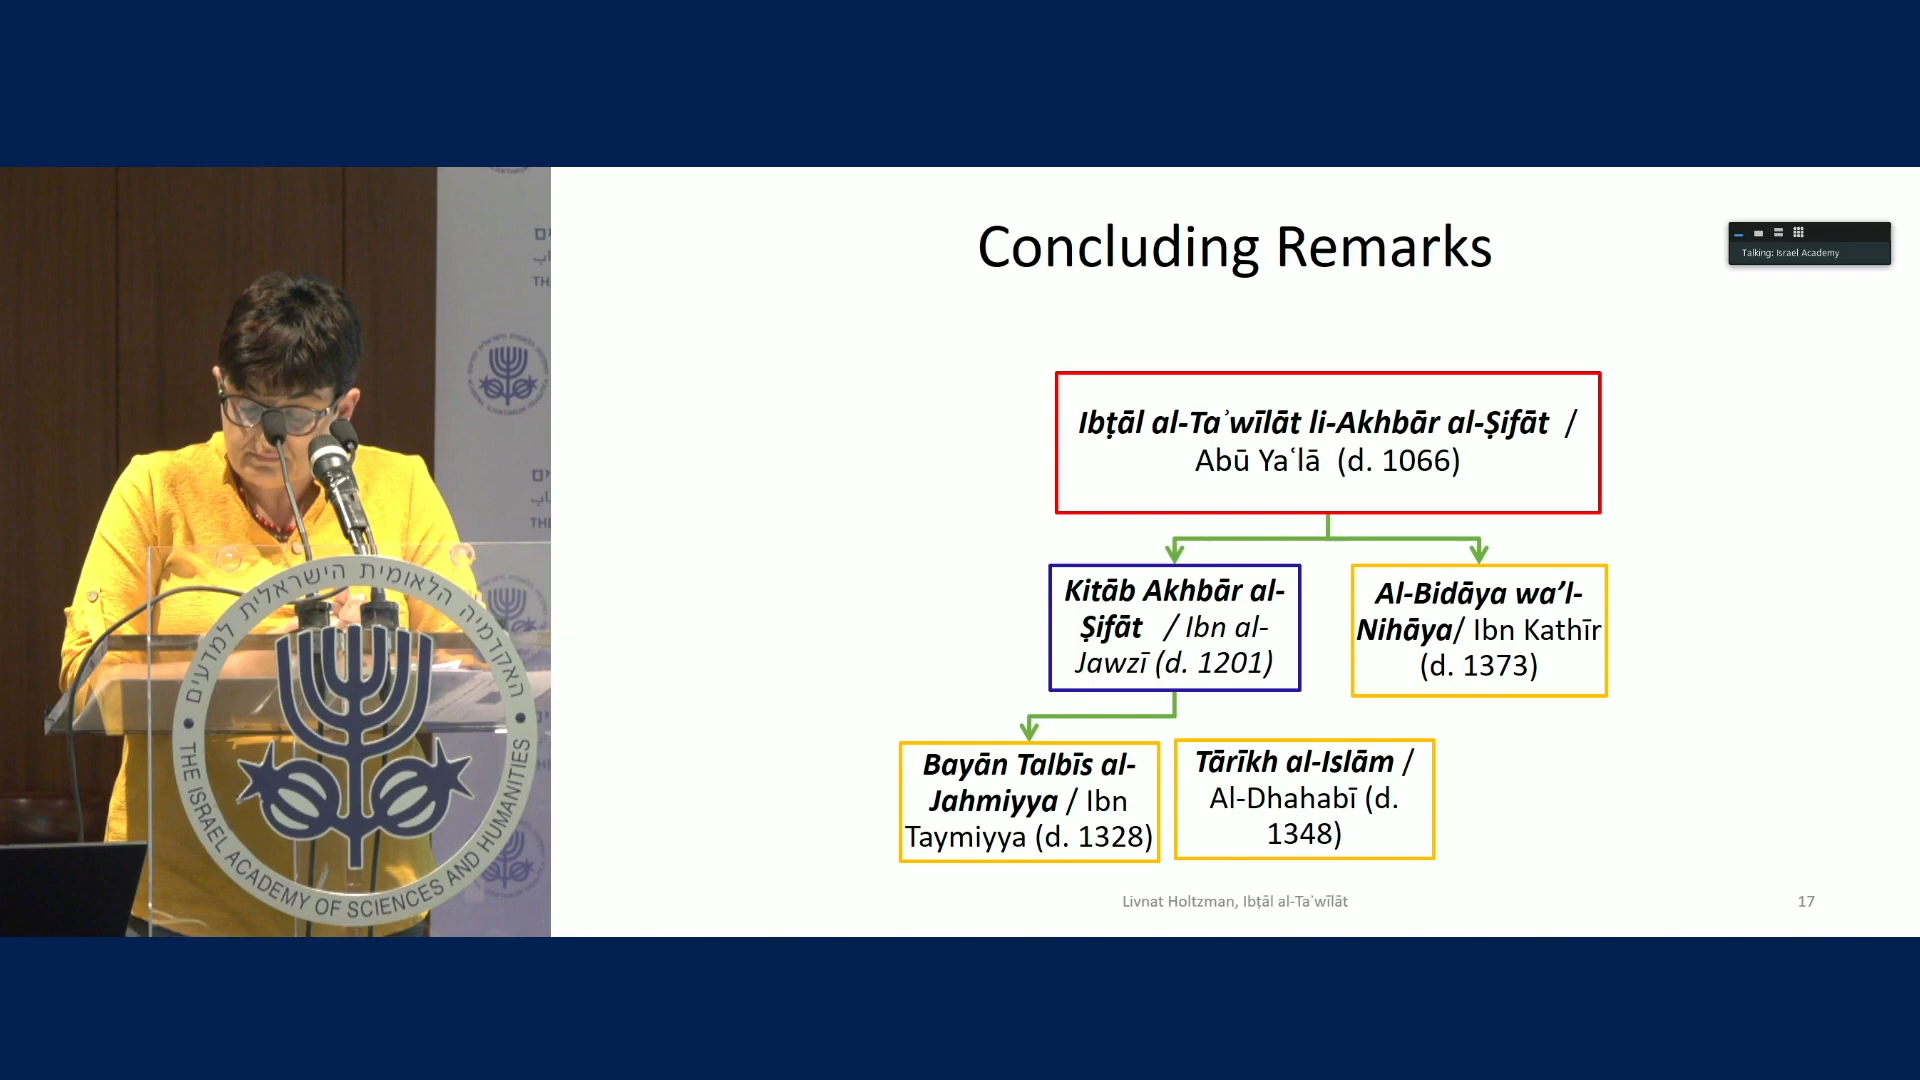 Concluding Remarks
Talking: Israel Academy
Ibṭāl al-Taʾwīlāt li-Akhbār al-Ṣifāt /
Abū Yaʿlā (d. 1066)
Kitāb Akhbār al-
Ṣifāt / Ibn al-
Jawzī (d. 1201)
Al-Bidāya wa’l-
Nihāya/ Ibn Kathīr
(d. 1373)
Bayān Talbīs al-
Jahmiyya / Ibn
Taymiyya (d. 1328)
Tārīkh al-Islām /
Al-Dhahabī (d.
1348)
Livnat Holtzman, Ibṭāl al-Taʾwīlāt
17
האקדמיה הלאומית הישראלית למדעים
THE ISRAEL ACADEMY OF SCIENCES AND HUMANITIES